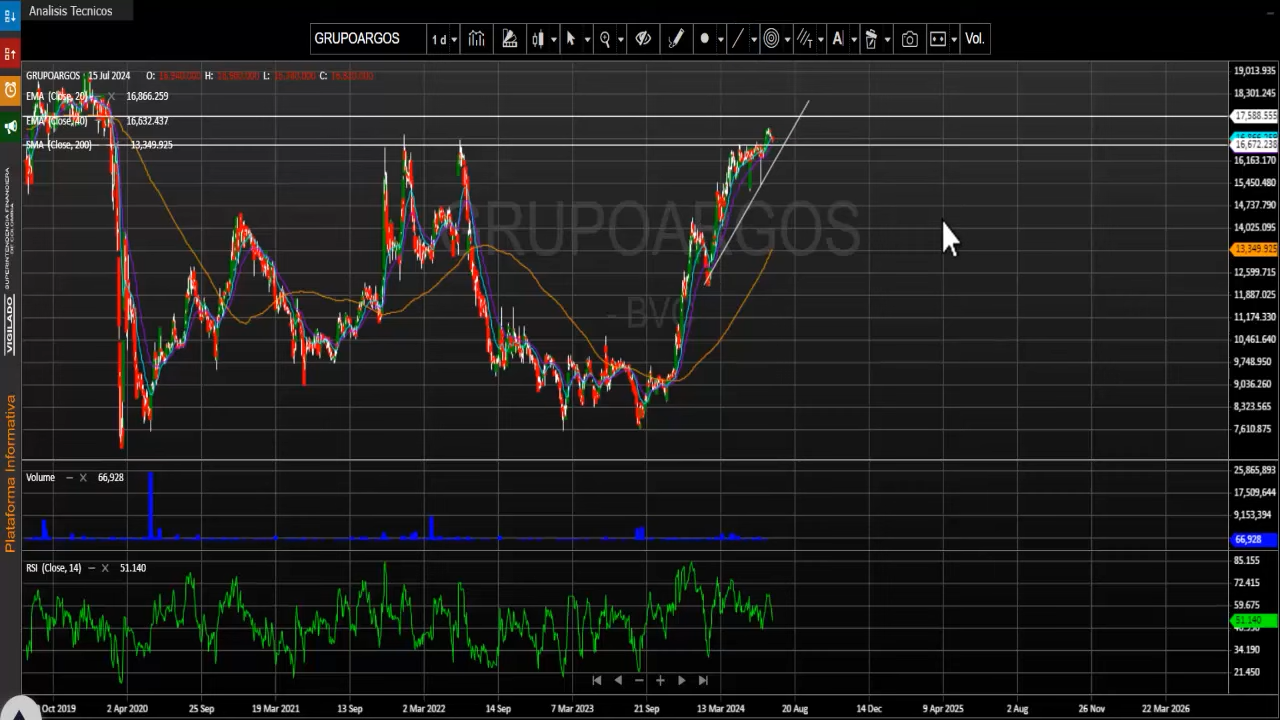 Analisis Tecnicos
GRUPOARGOS
1 d
A
Vol.
GRUPOARGOS
- BVC
GRUPOARGOS 15 Jul 2024 O: H: L: C:
EMA (Close, 20) 16,866.259
EMA (Close, 40) 16,632.437
SMA (Close, 200) 13,349.925
19,013.935
18,301.245
17,588.555
16,672.238
16,163.170
15,450.480
14,737.790
14,025.095
13,349.925
12,599.715
11,887.025
11,174.330
10,461.640
9,748.950
9,036.260
8,323.565
7,610.875
Volume 66,928
25,865,893
17,509,644
9,153,394
66,928
RSI (Close, 14) 51.140
85.155
72.415
59.675
51.140
34.190
21.450
Oct 2019
2 Apr 2020
25 Sep
19 Mar 2021
13 Sep
2 Mar 2022
14 Sep
7 Mar 2023
21 Sep
13 Mar 2024
20 Aug
14 Dec
9 Apr 2025
2 Aug
26 Nov
22 Mar 2026
VIGILADO
SUPERINTENDENCIA FINANCIERA
DE COLOMBIA
Plataforma Informativa